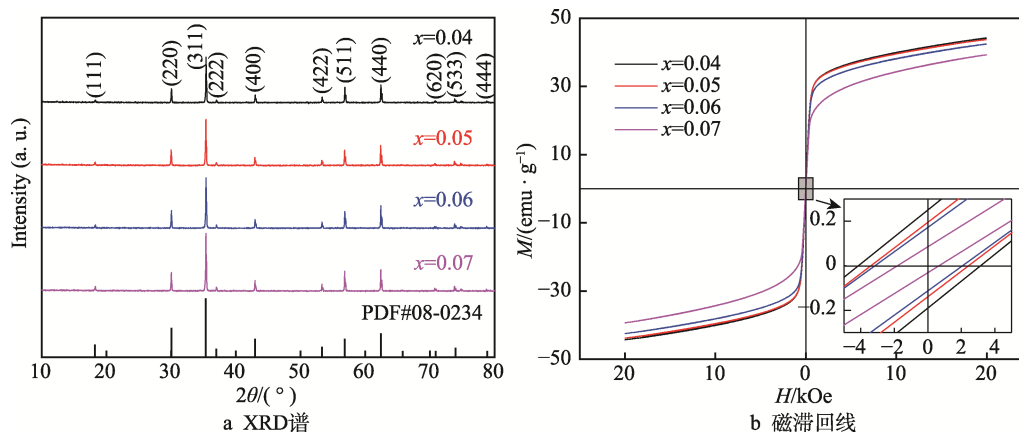 Intensity (a. u.)
x=0.04
(111)
(220)
(311)
(222)
(400)
(422)
(511)
(440)
(620)
(533)
(444)
x=0.05
x=0.06
x=0.07
PDF#08-0234
10 20 30 40 50 60 70 80
2θ/(°)
a XRD谱
M/(emu·g⁻¹)
50
30
10
−10
−30
−50
x=0.04
x=0.05
x=0.06
x=0.07
0.2
0
−0.2
−4 −2 0 2 4
20 10 0 10 20
H/kOe
b 磁滞回线